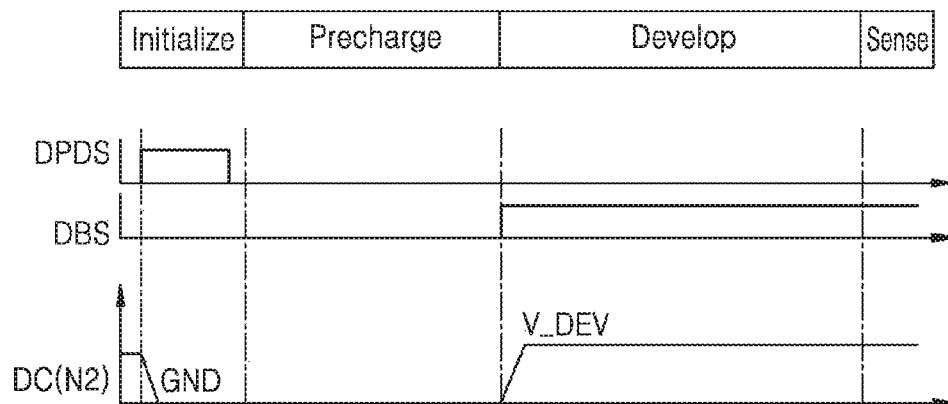 Initialize Precharge Develop Sense
DPDS
DBS
V_DEV
DC(N2) GND